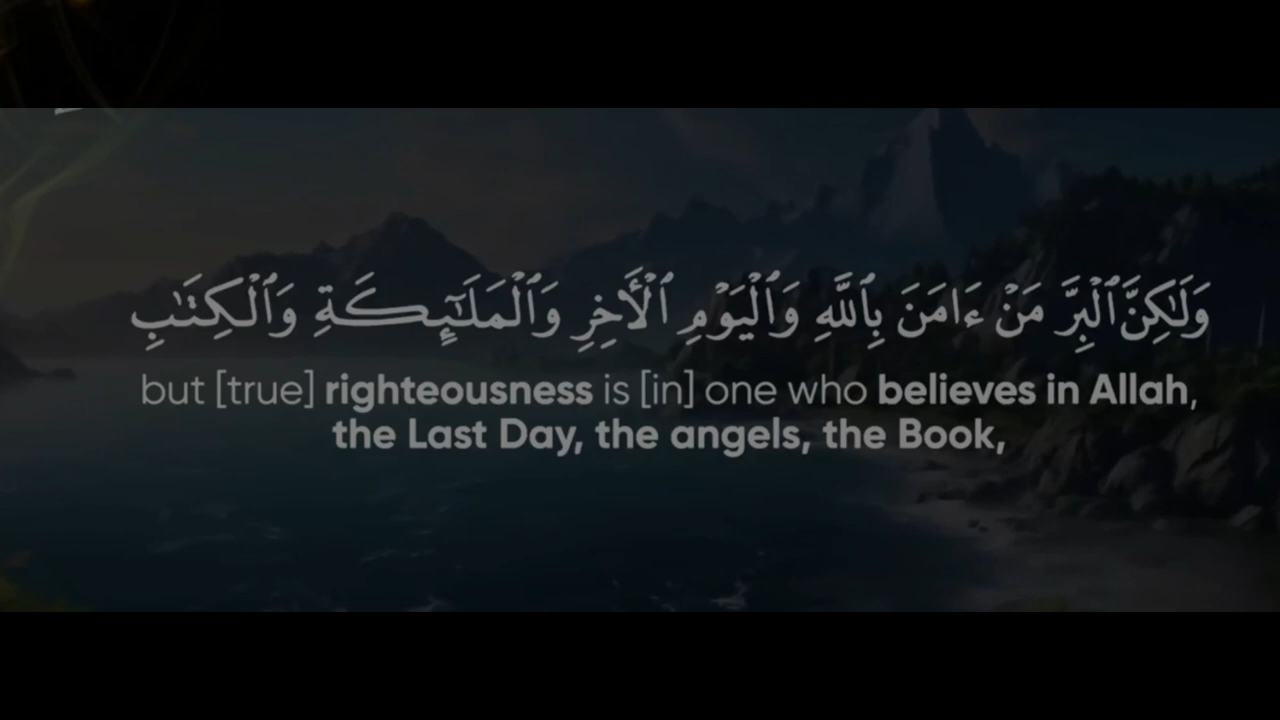 وَلَٰكِنَّ ٱلْبِرَّ مَنْ ءَامَنَ بِٱللَّهِ وَٱلْيَوْمِ ٱلْـَٔاخِرِ وَٱلْمَلَٰٓئِكَةِ وَٱلْكِتَٰبِ
but [true] righteousness is [in] one who believes in Allah,
the Last Day, the angels, the Book,